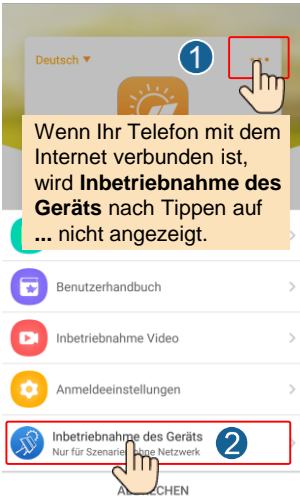 Deutsch ▼
1
...
Wenn Ihr Telefon mit dem
Internet verbunden ist,
wird Inbetriebnahme des
Geräts nach Tippen auf
... nicht angezeigt.
Benutzerhandbuch
Inbetriebnahme Video
Anmeldeeinstellungen
Inbetriebnahme des Geräts
2
Nur für Szenarien ohne Netzwerk